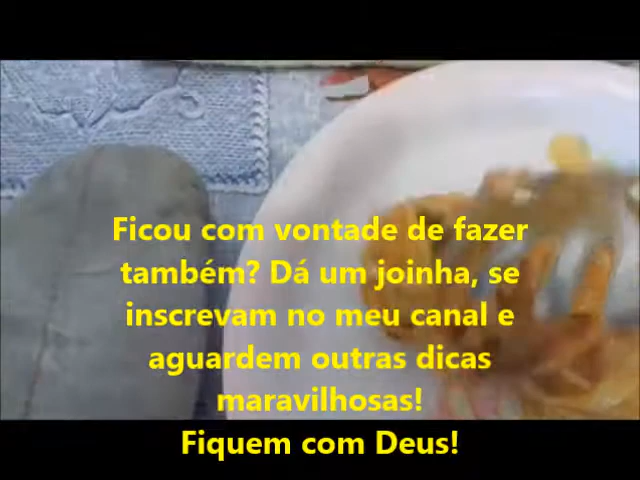 Ficou com vontade de fazer
também? Dá um joinha, se
inscrevam no meu canal e
aguardem outras dicas
maravilhosas!
Fiquem com Deus!